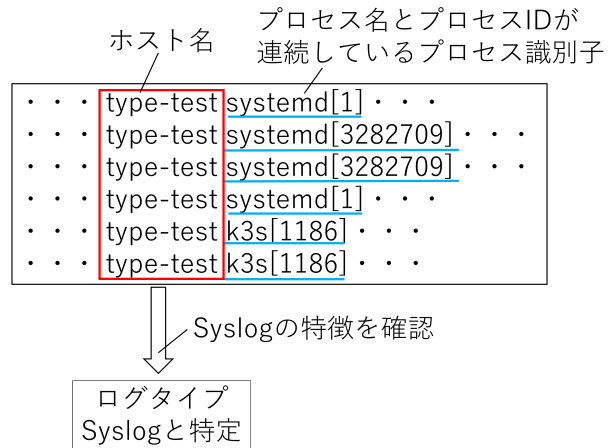 ホスト名
プロセス名とプロセスIDが
連続しているプロセス識別子
・・・type-test systemd[1]・・・
・・・type-test systemd[3282709]・・・
・・・type-test systemd[3282709]・・・
・・・type-test systemd[1]・・・
・・・type-test k3s[1186]・・・
・・・type-test k3s[1186]・・・
Syslogの特徴を確認
ログタイプ
Syslogと特定